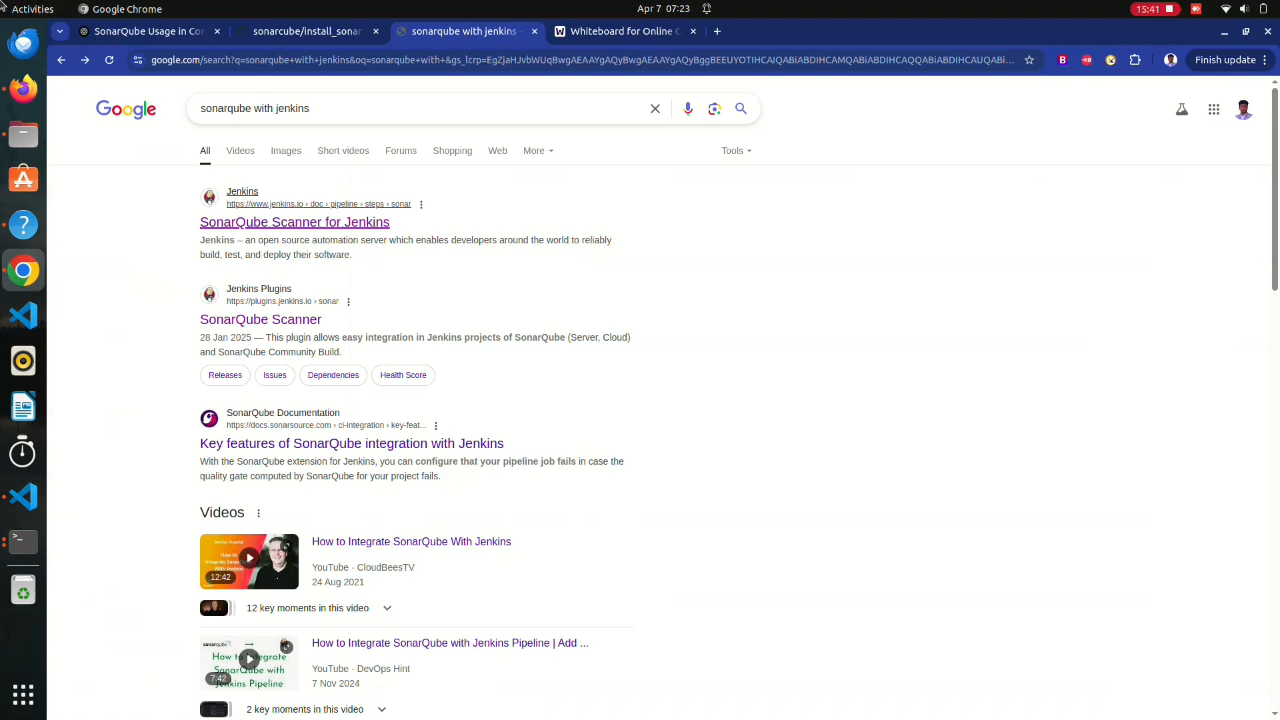 Activities
Google Chrome
Apr 7 07:23
15:41
SonarQube Usage in Cor
sonarcube/install_sonar
sonarqube with jenkins -
Whiteboard for Online C
google.com/search?q=sonarqube+with+jenkins&oq=sonarqube+with+&gs_lcrp=EgZjaHJvbWUqBwgAEAAYgAQyBwgAEAAYgAQyBggBEEUYOTIHCAIQABiABDIHCAMQABiABDIHCAQQABiABDIHCAUQABi...
Finish update
Google
sonarqube with jenkins
All
Videos
Images
Short videos
Forums
Shopping
Web
More
Tools
Jenkins
https://www.jenkins.io › doc › pipeline › steps › sonar
SonarQube Scanner for Jenkins
Jenkins – an open source automation server which enables developers around the world to reliably
build, test, and deploy their software.
Jenkins Plugins
https://plugins.jenkins.io › sonar
SonarQube Scanner
28 Jan 2025 — This plugin allows easy integration in Jenkins projects of SonarQube (Server, Cloud)
and SonarQube Community Build.
Releases
Issues
Dependencies
Health Score
SonarQube Documentation
https://docs.sonarsource.com › ci-integration › key-feat...
Key features of SonarQube integration with Jenkins
With the SonarQube extension for Jenkins, you can configure that your pipeline job fails in case the
quality gate computed by SonarQube for your project fails.
Videos
12:42
How to Integrate SonarQube With Jenkins
YouTube · CloudBeesTV
24 Aug 2021
12 key moments in this video
sonarqube
How to Integrate
SonarQube with
Jenkins Pipeline
7:42
How to Integrate SonarQube with Jenkins Pipeline | Add ...
YouTube · DevOps Hint
7 Nov 2024
2 key moments in this video